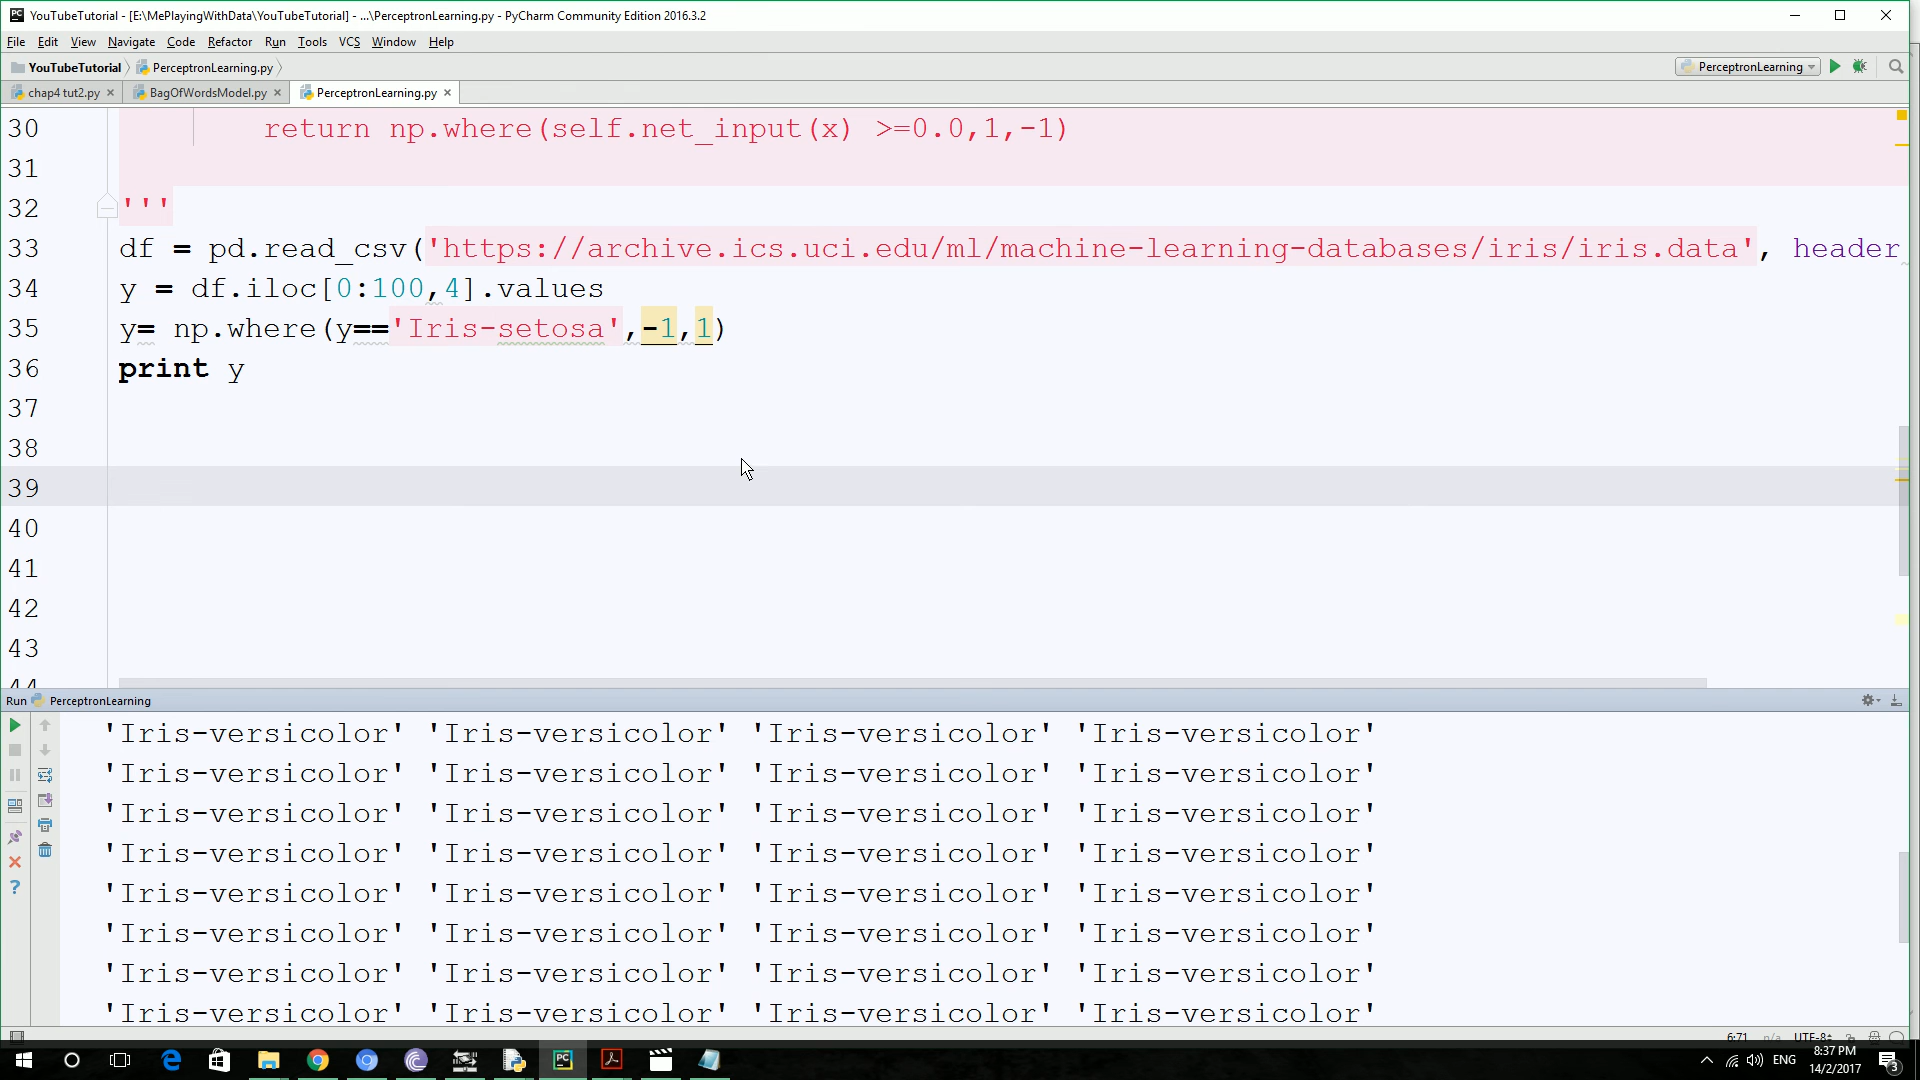 YouTubeTutorial - [E:\MePlayingWithData\YouTubeTutorial] - ...\PerceptronLearning.py - PyCharm Community Edition 2016.3.2
File Edit View Navigate Code Refactor Run Tools VCS Window Help
YouTubeTutorial PerceptronLearning.py PerceptronLearning
chap4 tut2.py BagOfWordsModel.py PerceptronLearning.py
30 return np.where(self.net_input(x) >=0.0,1,-1)
31
32 '''
33 df = pd.read_csv('https://archive.ics.uci.edu/ml/machine-learning-databases/iris/iris.data', header
34 y = df.iloc[0:100,4].values
35 y= np.where(y=='Iris-setosa',-1,1)
36 print y
37
38
39
40
41
42
43
44
Run PerceptronLearning
'Iris-versicolor' 'Iris-versicolor' 'Iris-versicolor' 'Iris-versicolor'
'Iris-versicolor' 'Iris-versicolor' 'Iris-versicolor' 'Iris-versicolor'
'Iris-versicolor' 'Iris-versicolor' 'Iris-versicolor' 'Iris-versicolor'
'Iris-versicolor' 'Iris-versicolor' 'Iris-versicolor' 'Iris-versicolor'
'Iris-versicolor' 'Iris-versicolor' 'Iris-versicolor' 'Iris-versicolor'
'Iris-versicolor' 'Iris-versicolor' 'Iris-versicolor' 'Iris-versicolor'
'Iris-versicolor' 'Iris-versicolor' 'Iris-versicolor' 'Iris-versicolor'
'Iris-versicolor' 'Iris-versicolor' 'Iris-versicolor' 'Iris-versicolor'
6:71 n/a UTF-8
ENG 8:37 PM
14/2/2017 3